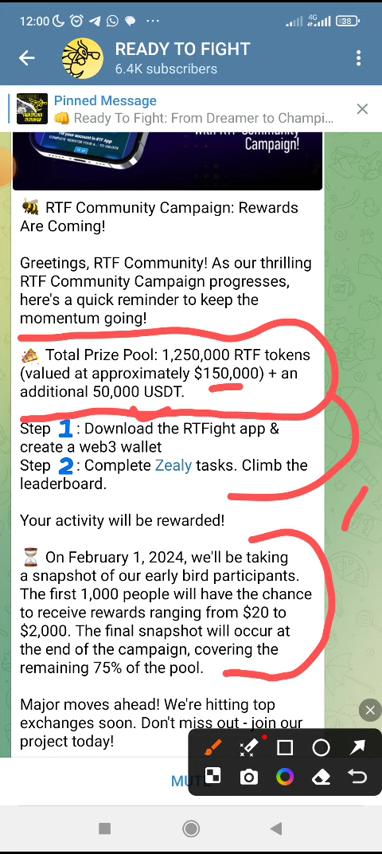 12:00
4G
38
READY TO FIGHT
6.4K subscribers
Pinned Message
👊 Ready To Fight: From Dreamer to Champi...
with RTF Community
Campaign!
🐝 RTF Community Campaign: Rewards
Are Coming!
Greetings, RTF Community! As our thrilling
RTF Community Campaign progresses,
here's a quick reminder to keep the
momentum going!
🪅 Total Prize Pool: 1,250,000 RTF tokens
(valued at approximately $150,000) + an
additional 50,000 USDT.
Step 1: Download the RTFight app &
create a web3 wallet
Step 2: Complete Zealy tasks. Climb the
leaderboard.
Your activity will be rewarded!
⏳ On February 1, 2024, we'll be taking
a snapshot of our early bird participants.
The first 1,000 people will have the chance
to receive rewards ranging from $20 to
$2,000. The final snapshot will occur at
the end of the campaign, covering the
remaining 75% of the pool.
Major moves ahead! We're hitting top
exchanges soon. Don't miss out - join our
project today!